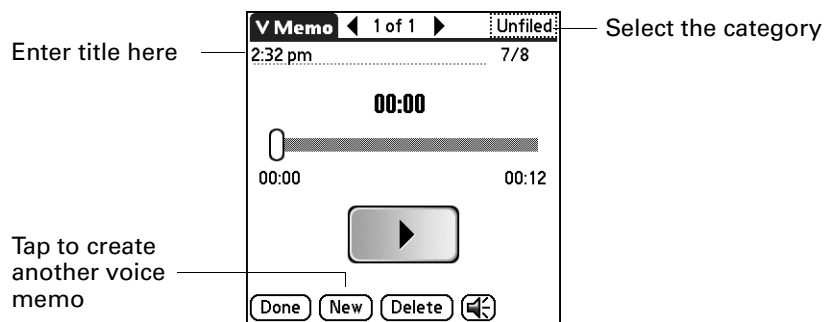 V Memo 1 of 1 Unfiled
Select the category
Enter title here
2:32 pm 7/8
00:00
00:00 00:12
Tap to create
another voice
memo
Done New Delete